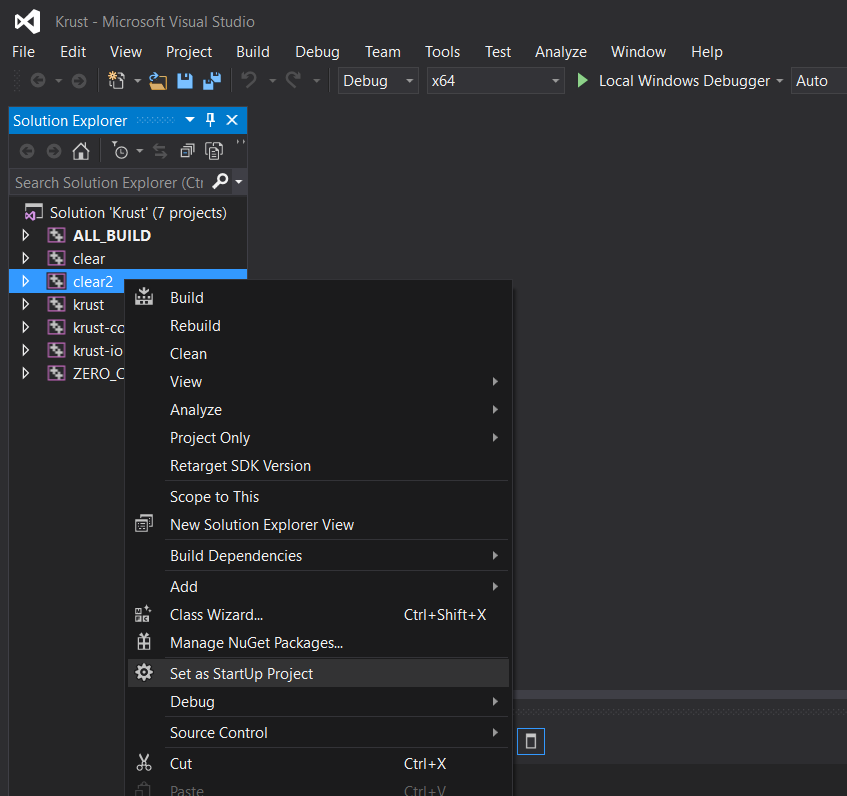 Krust - Microsoft Visual Studio
File Edit View Project Build Debug Team Tools Test Analyze Window Help
Debug x64 Local Windows Debugger Auto
Solution Explorer
Search Solution Explorer (Ctr
Solution 'Krust' (7 projects)
ALL_BUILD
clear
clear2
krust
krust-co
krust-io
ZERO_C
Build
Rebuild
Clean
View
Analyze
Project Only
Retarget SDK Version
Scope to This
New Solution Explorer View
Build Dependencies
Add
Class Wizard... Ctrl+Shift+X
Manage NuGet Packages...
Set as StartUp Project
Debug
Source Control
Cut Ctrl+X
Paste Ctrl+V